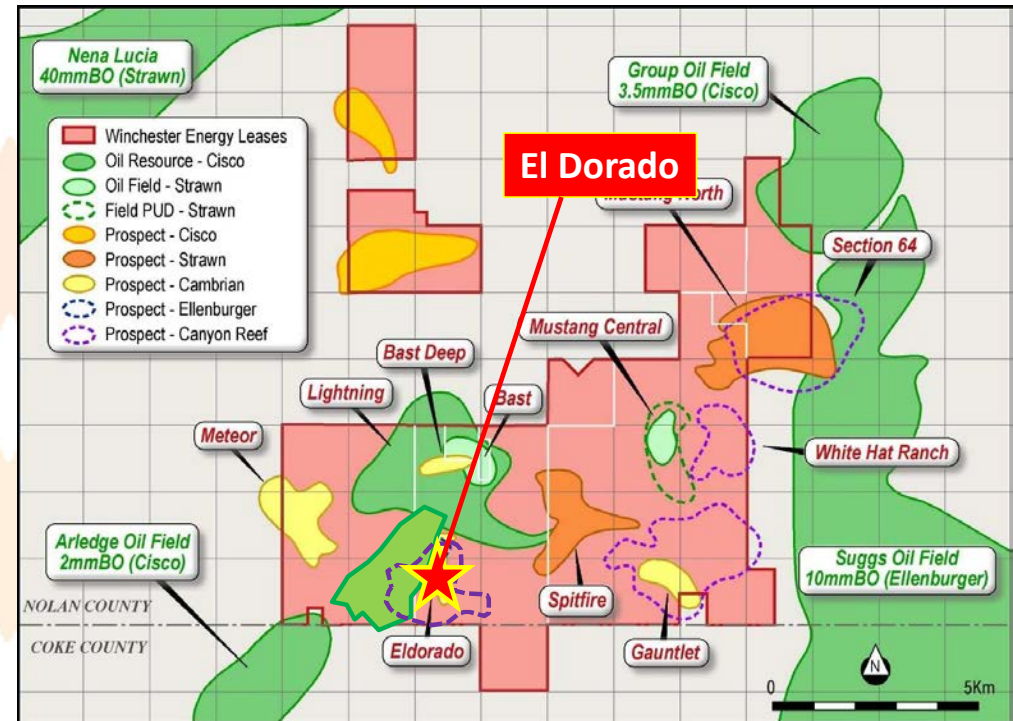 Nena Lucia
40mmBO (Strawn)
Group Oil Field
3.5mmBO (Cisco)
Winchester Energy Leases
Oil Resource - Cisco
Oil Field - Strawn
Field PUD - Strawn
Prospect - Cisco
Prospect - Strawn
Prospect - Cambrian
Prospect - Ellenburger
Prospect - Canyon Reef
El Dorado
Mustang North
Section 64
Mustang Central
Bast Deep
Lightning
Bast
Meteor
White Hat Ranch
Arledge Oil Field
2mmBO (Cisco)
Suggs Oil Field
10mmBO (Ellenburger)
NOLAN COUNTY
COKE COUNTY
Spitfire
Eldorado
Gauntlet
N
0
5Km